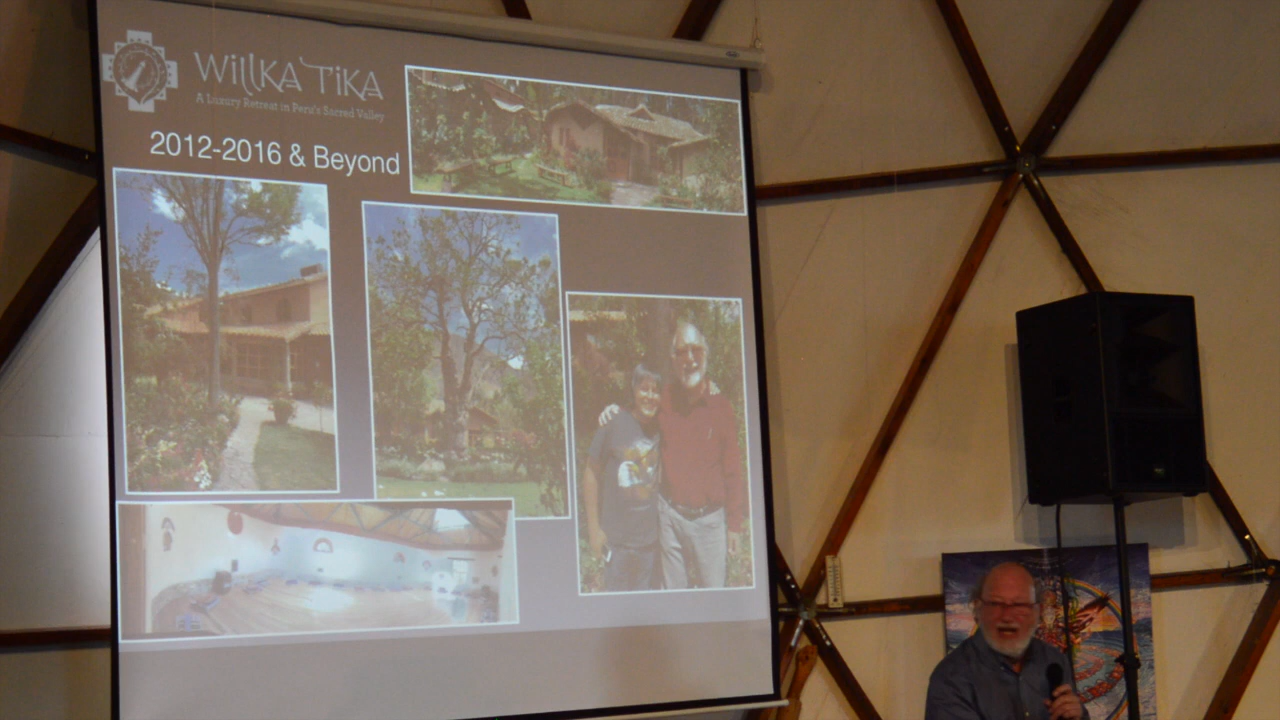 WILLKA TIKA
A Luxury Retreat in Peru's Sacred Valley
2012-2016 & Beyond